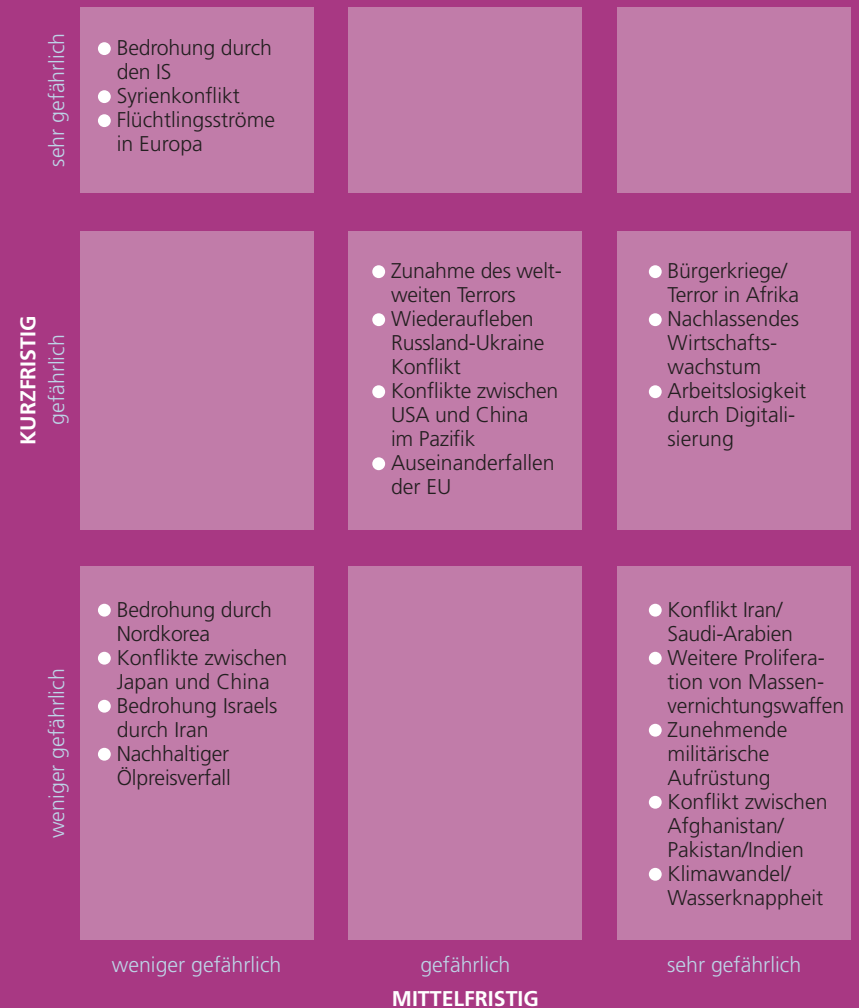 sehr gefährlich
● Bedrohung durch
den IS
● Syrienkonflikt
● Flüchtlingsströme
in Europa
KURZFRISTIG
gefährlich
● Zunahme des welt-
weiten Terrors
● Wiederaufleben
Russland-Ukraine
Konflikt
● Konflikte zwischen
USA und China
im Pazifik
● Auseinanderfallen
der EU
● Bürgerkriege/
Terror in Afrika
● Nachlassendes
Wirtschafts-
wachstum
● Arbeitslosigkeit
durch Digitali-
sierung
weniger gefährlich
● Bedrohung durch
Nordkorea
● Konflikte zwischen
Japan und China
● Bedrohung Israels
durch Iran
● Nachhaltiger
Ölpreisverfall
● Konflikt Iran/
Saudi-Arabien
● Weitere Prolifera-
tion von Massen-
vernichtungswaffen
● Zunehmende
militärische
Aufrüstung
● Konflikt zwischen
Afghanistan/
Pakistan/Indien
● Klimawandel/
Wasserknappheit
weniger gefährlich
gefährlich
sehr gefährlich
MITTELFRISTIG